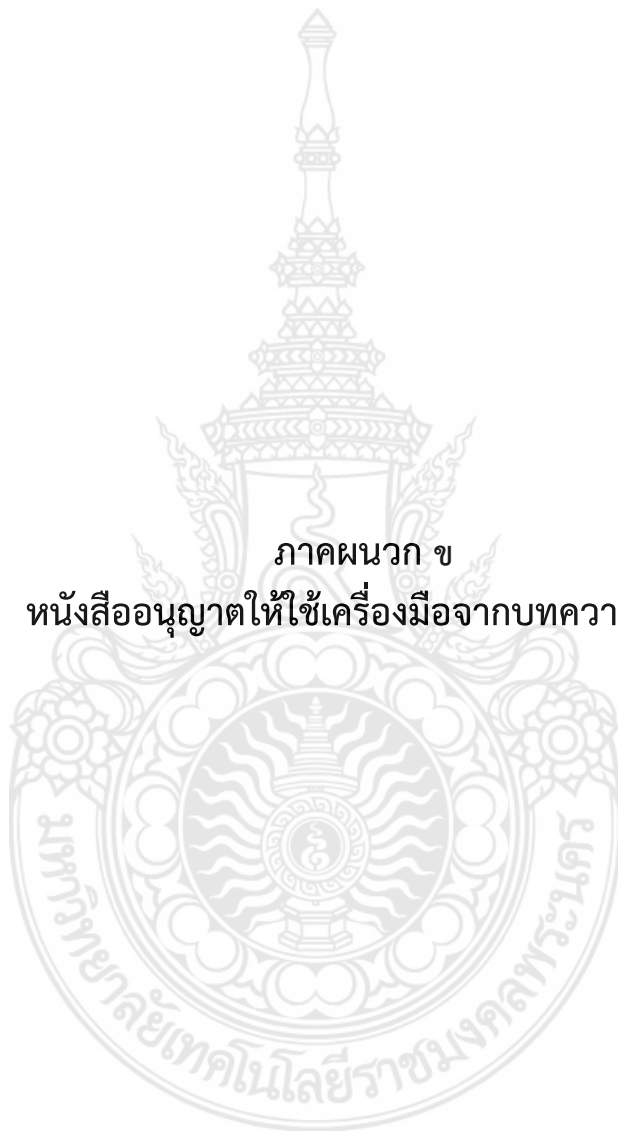 ภาคผนวก ข
หนังสืออนุญาตให้ใช้เครื่องมือจากบทควา
มหาวิทยาลัยเทคโนโลยีราชมงคลพระนคร